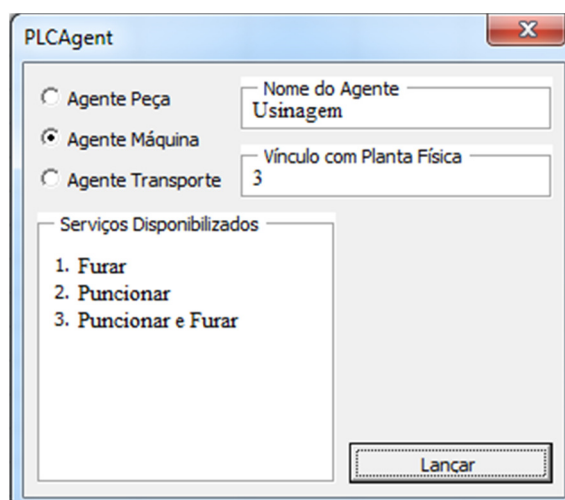 PLCAgent
Agente Peça
Agente Máquina
Agente Transporte
Nome do Agente
Usinagem
Vínculo com Planta Física
3
Serviços Disponibilizados
1. Furar
2. Puncionar
3. Puncionar e Furar
Lançar